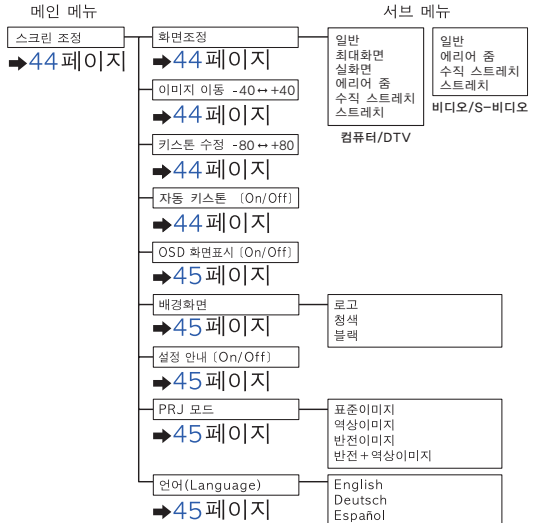 메인 메뉴
서브 메뉴
스크린 조정
➡44페이지
화면조정
➡44페이지
일반
최대화면
실화면
에리어 줌
수직 스트레치
스트레치
컴퓨터/DTV
일반
에리어 줌
수직 스트레치
스트레치
비디오/S-비디오
이미지 이동 -40↔+40
➡44페이지
키스톤 수정 -80↔+80
➡44페이지
자동 키스톤 [On/Off]
➡44페이지
OSD 화면표시 [On/Off]
➡45페이지
배경화면
➡45페이지
로고
청색
블랙
설정 안내 [On/Off]
➡45페이지
PRJ 모드
➡45페이지
표준이미지
역상이미지
반전이미지
반전+역상이미지
언어(Language)
➡45페이지
English
Deutsch
Español